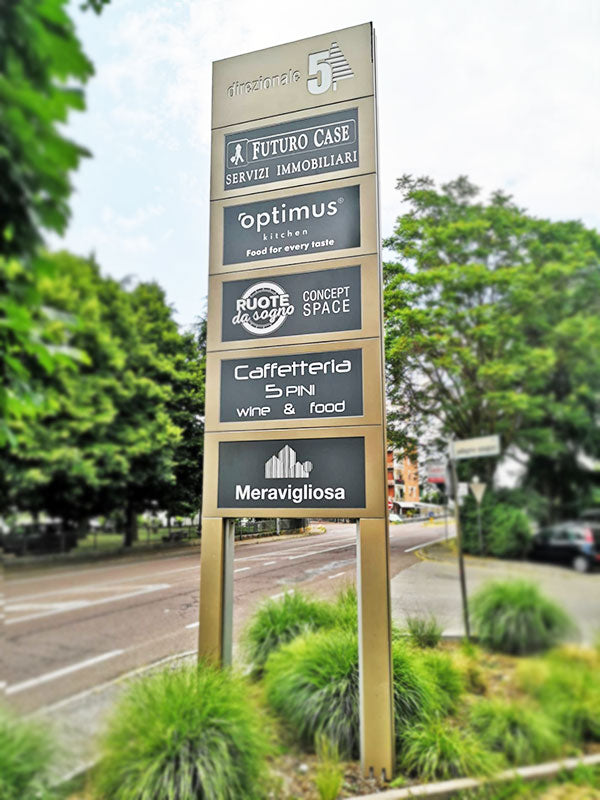 direzionale 5
FUTURO CASE
SERVIZI IMMOBILIARI
optimus®
kitchen
Food for every taste
RUOTE
da sogno
CONCEPT
SPACE
Caffetteria
5 PINI
wine & food
Meravigliosa